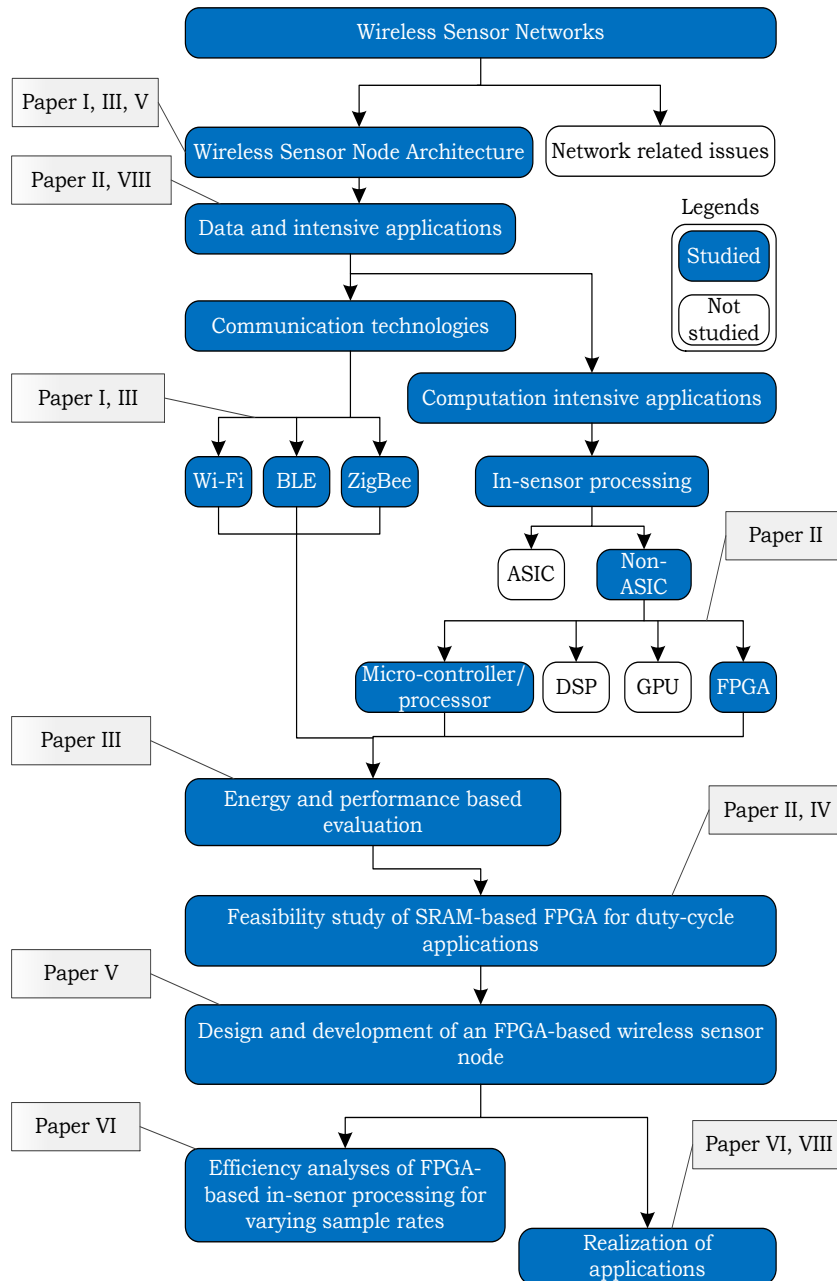 Wireless Sensor Networks
Paper I, III, V
Wireless Sensor Node Architecture
Network related issues
Paper II, VIII
Data and intensive applications
Legends
Studied
Not
studied
Communication technologies
Paper I, III
Computation intensive applications
Wi-Fi
BLE
ZigBee
In-sensor processing
Paper II
ASIC
Non-
ASIC
Micro-controller/
processor
DSP
GPU
FPGA
Paper III
Energy and performance based
evaluation
Paper II, IV
Feasibility study of SRAM-based FPGA for duty-cycle
applications
Paper V
Design and development of an FPGA-based wireless sensor
node
Paper VI
Efficiency analyses of FPGA-
based in-senor processing for
varying sample rates
Paper VI, VIII
Realization of
applications